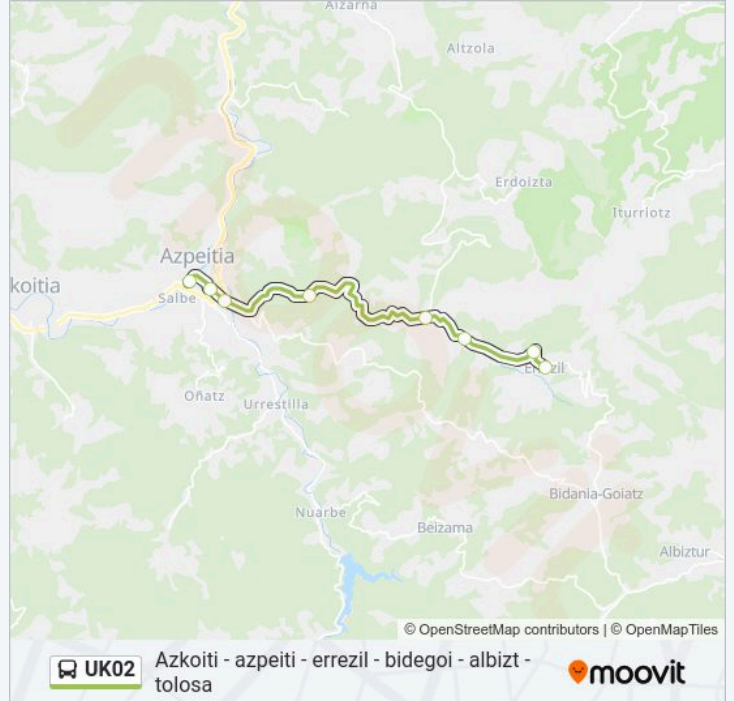 Aizarna
Altzola
Erdoizta
Iturriotz
Azpeitia
koitia
Salbe
Errezil
Oñatz
Urrestilla
Bidania-Goiatz
Nuarbe
Beizama
Albiztur
© OpenStreetMap contributors | © OpenMapTiles
UK02
Azkoiti - azpeiti - errezil - bidegoi - albizt -
tolosa
moovit